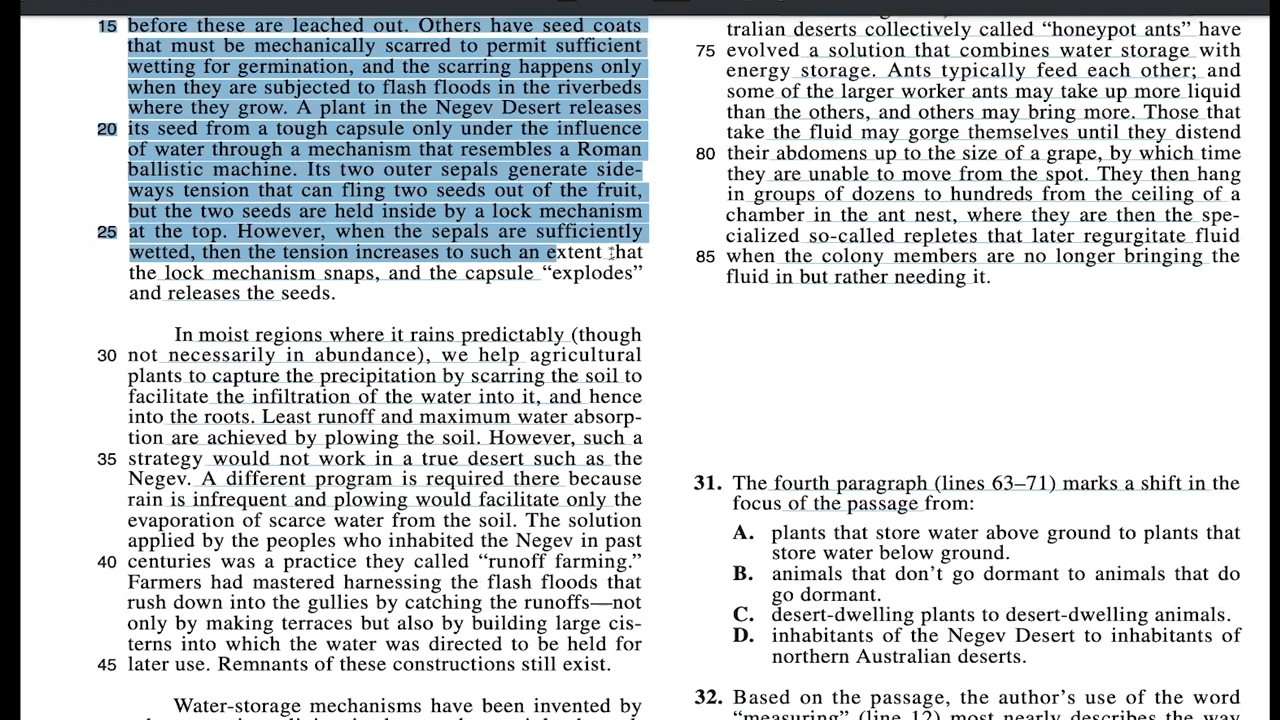 15 before these are leached out. Others have seed coats
that must be mechanically scarred to permit sufficient
wetting for germination, and the scarring happens only
when they are subjected to flash floods in the riverbeds
where they grow. A plant in the Negev Desert releases
20 its seed from a tough capsule only under the influence
of water through a mechanism that resembles a Roman
ballistic machine. Its two outer sepals generate side-
ways tension that can fling two seeds out of the fruit,
but the two seeds are held inside by a lock mechanism
25 at the top. However, when the sepals are sufficiently
wetted, then the tension increases to such an extent that
the lock mechanism snaps, and the capsule “explodes”
and releases the seeds.
In moist regions where it rains predictably (though
30 not necessarily in abundance), we help agricultural
plants to capture the precipitation by scarring the soil to
facilitate the infiltration of the water into it, and hence
into the roots. Least runoff and maximum water absorp-
tion are achieved by plowing the soil. However, such a
35 strategy would not work in a true desert such as the
Negev. A different program is required there because
rain is infrequent and plowing would facilitate only the
evaporation of scarce water from the soil. The solution
applied by the peoples who inhabited the Negev in past
40 centuries was a practice they called “runoff farming.”
Farmers had mastered harnessing the flash floods that
rush down into the gullies by catching the runoffs—not
only by making terraces but also by building large cis-
terns into which the water was directed to be held for
45 later use. Remnants of these constructions still exist.
Water-storage mechanisms have been invented by
tralian deserts collectively called “honeypot ants” have
75 evolved a solution that combines water storage with
energy storage. Ants typically feed each other; and
some of the larger worker ants may take up more liquid
than the others, and others may bring more. Those that
take the fluid may gorge themselves until they distend
80 their abdomens up to the size of a grape, by which time
they are unable to move from the spot. They then hang
in groups of dozens to hundreds from the ceiling of a
chamber in the ant nest, where they are then the spe-
cialized so-called repletes that later regurgitate fluid
85 when the colony members are no longer bringing the
fluid in but rather needing it.
31. The fourth paragraph (lines 63–71) marks a shift in the
focus of the passage from:
A. plants that store water above ground to plants that
store water below ground.
B. animals that don’t go dormant to animals that do
go dormant.
C. desert-dwelling plants to desert-dwelling animals.
D. inhabitants of the Negev Desert to inhabitants of
northern Australian deserts.
32. Based on the passage, the author’s use of the word
“measuring” (line 12) most nearly describes the way